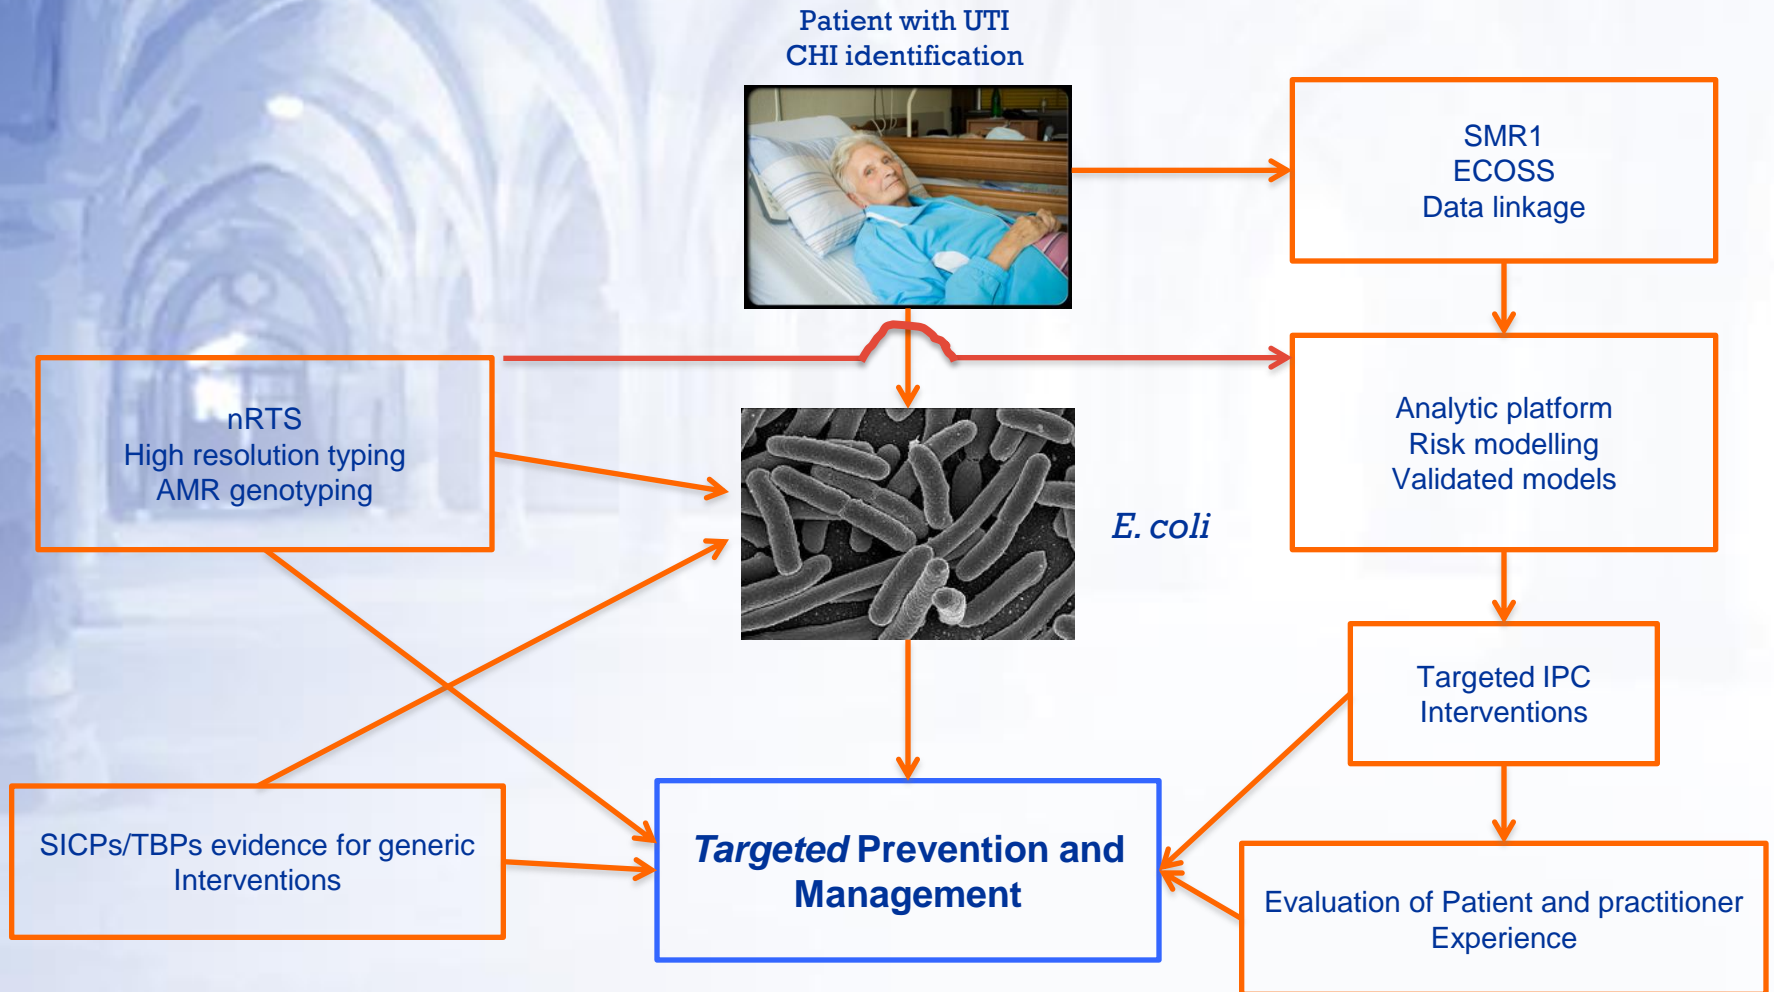 Patient with UTI
CHI identification
SMR1
ECOSS
Data linkage
nRTS
High resolution typing
AMR genotyping
Analytic platform
Risk modelling
Validated models
E. coli
Targeted IPC
Interventions
SICPs/TBPs evidence for generic
Interventions
Targeted Prevention and
Management
Evaluation of Patient and practitioner
Experience